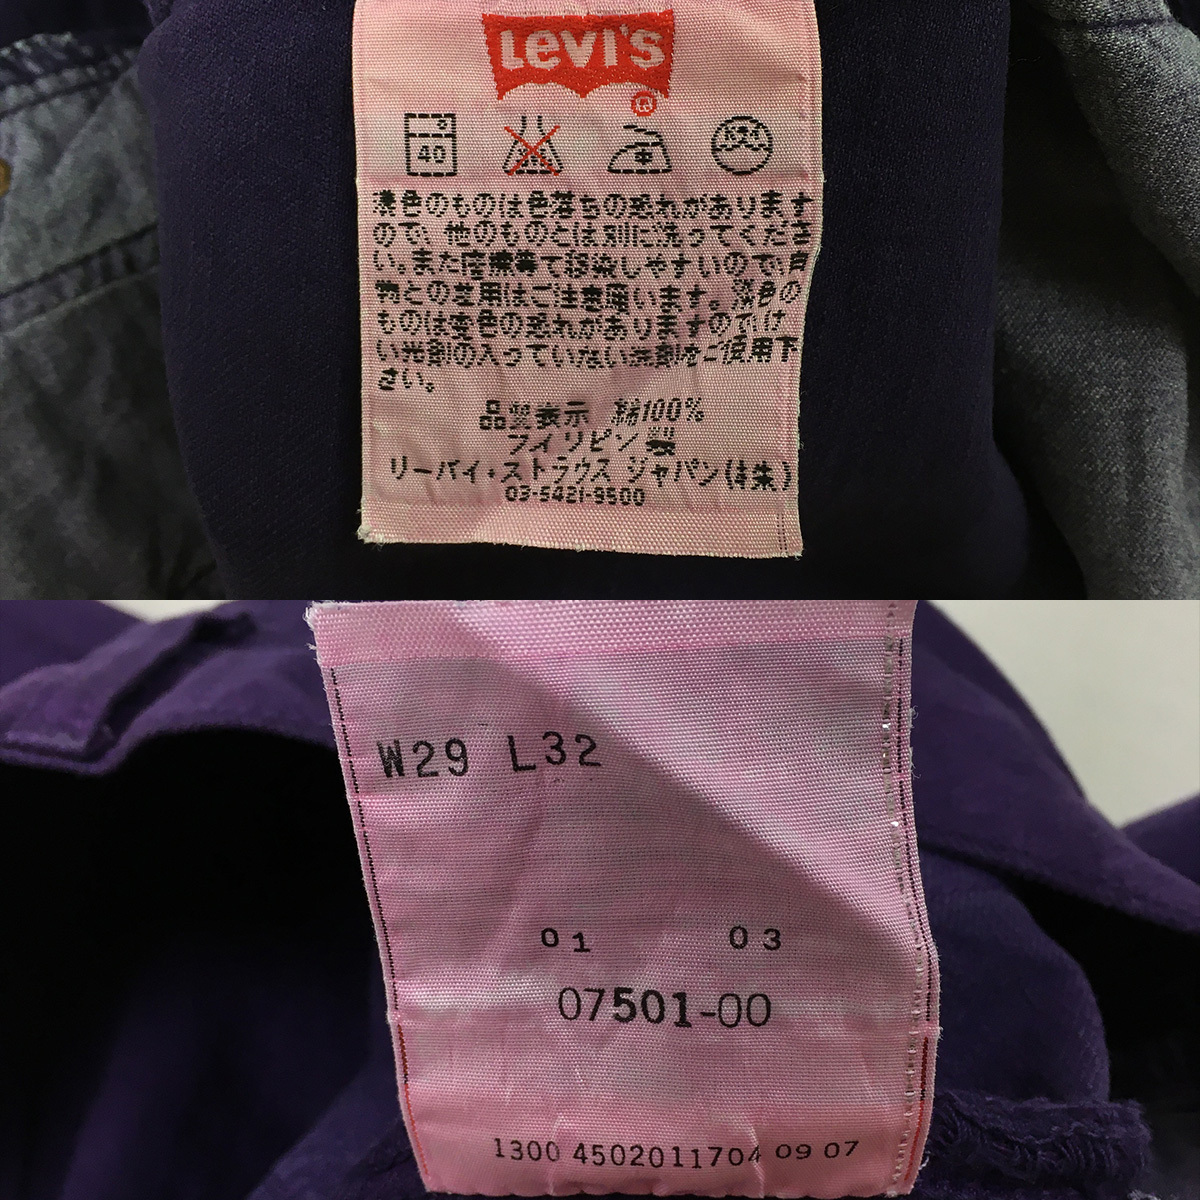 LEVI'S
®
40
濃色のものは色落ちの恐れがあります
ので、他のものとは別に洗ってくださ
い。また摩擦等で移染しやすいので、白
物との着用はご注意願います。淡色の
ものは変色の恐れがありますのでけ
い光剤の入っていない洗剤をご使用下
さい。
品質表示 綿100%
フィリピン製
リーバイ・ストラウス ジャパン(株)
03-5421-9500
W29 L32
01 03
07501-00
1300 4502011704 09 07